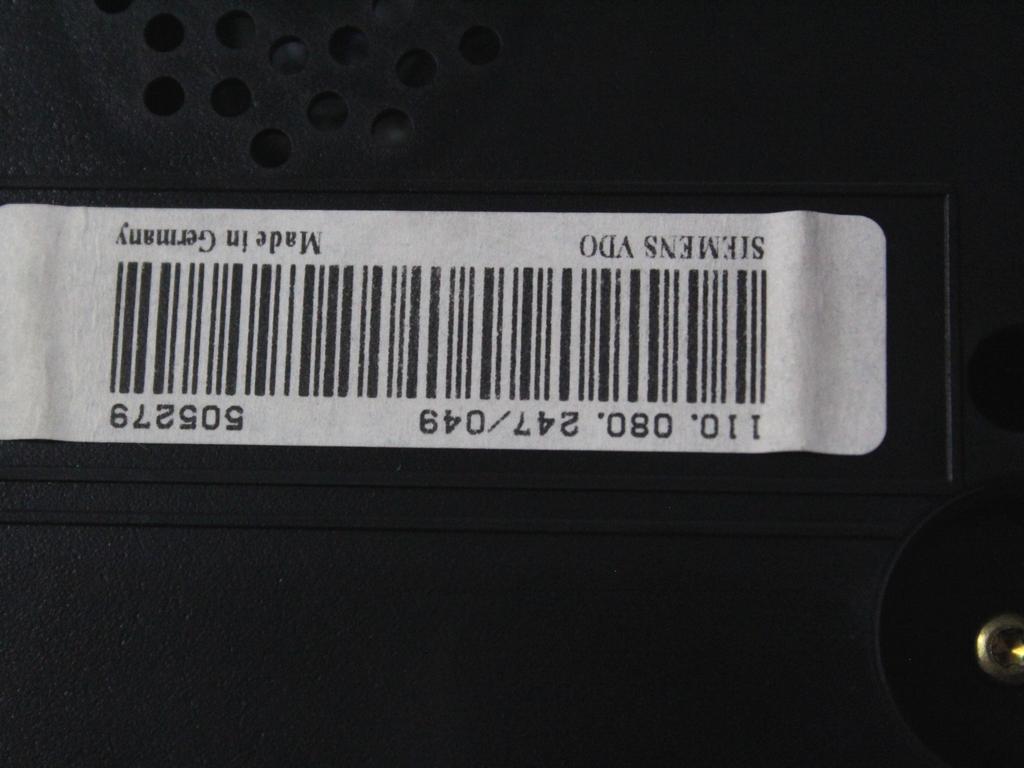 110. 080. 247/049 505279
SIEMENS VDO Made in Germany